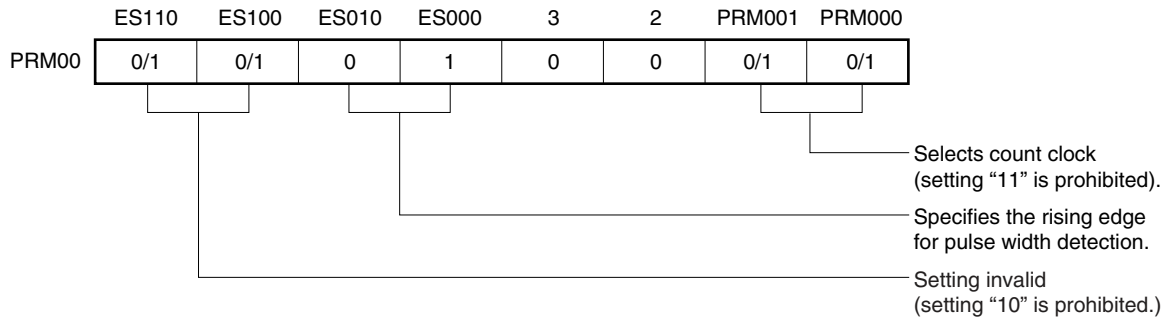 ES110 ES100 ES010 ES000 3 2 PRM001 PRM000
PRM00 0/1 0/1 0 1 0 0 0/1 0/1
Selects count clock
(setting “11” is prohibited).
Specifies the rising edge
for pulse width detection.
Setting invalid
(setting “10” is prohibited.)